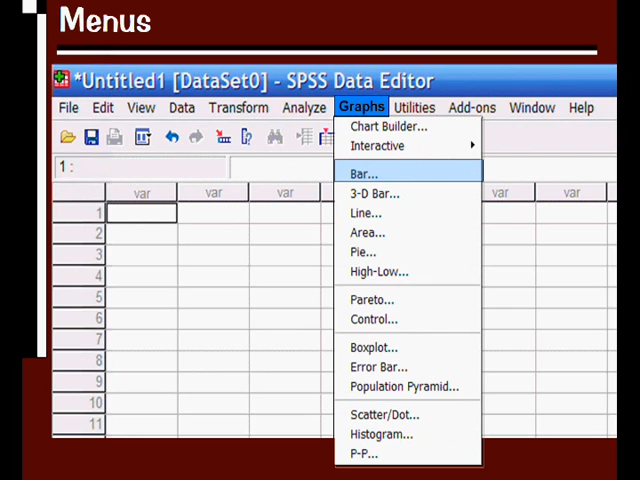 Menus
*Untitled1 [DataSet0] - SPSS Data Editor
File Edit View Data Transform Analyze Graphs Utilities Add-ons Window Help
Chart Builder...
Interactive
1 :
Bar...
var var var var var
3-D Bar...
1
Line...
2
Area...
3
Pie...
4
High-Low...
5
Pareto...
6
Control...
7
Boxplot...
8
Error Bar...
9
Population Pyramid...
10
Scatter/Dot...
11
Histogram...
P-P...